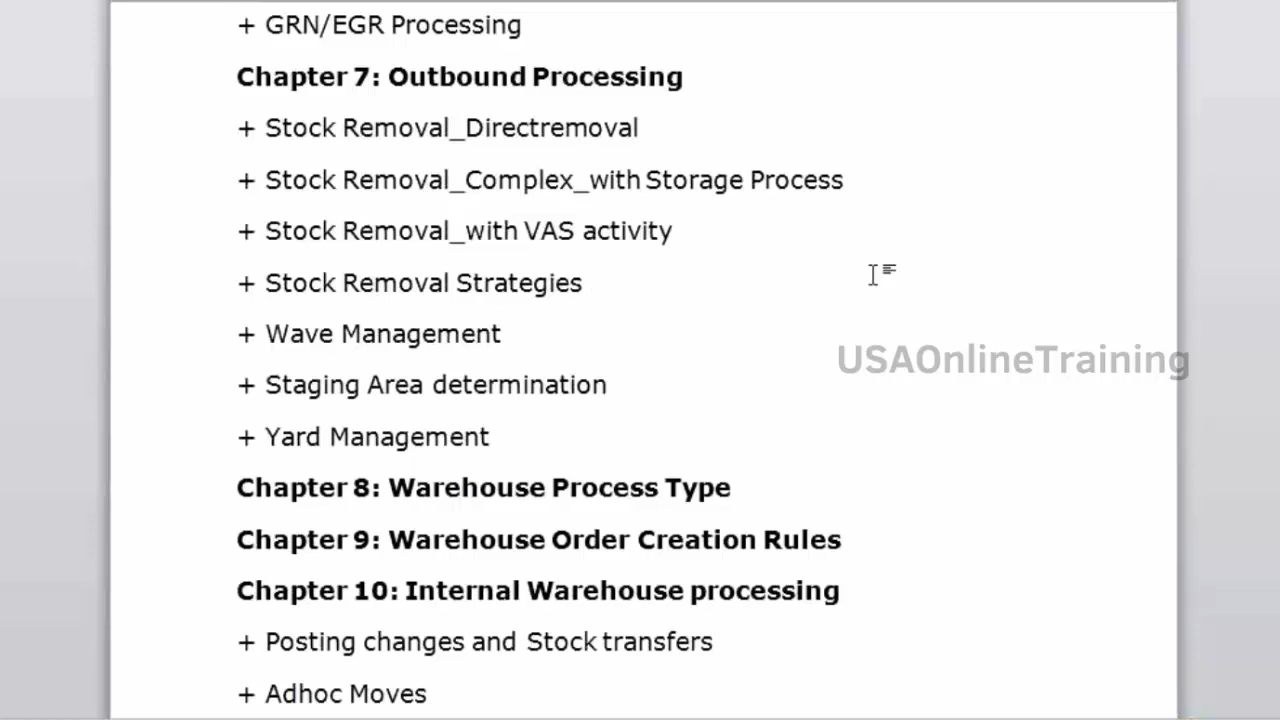 + GRN/EGR Processing
Chapter 7: Outbound Processing
+ Stock Removal_Directremoval
+ Stock Removal_Complex_with Storage Process
+ Stock Removal_with VAS activity
+ Stock Removal Strategies
+ Wave Management
USAOnlineTraining
+ Staging Area determination
+ Yard Management
Chapter 8: Warehouse Process Type
Chapter 9: Warehouse Order Creation Rules
Chapter 10: Internal Warehouse processing
+ Posting changes and Stock transfers
+ Adhoc Moves